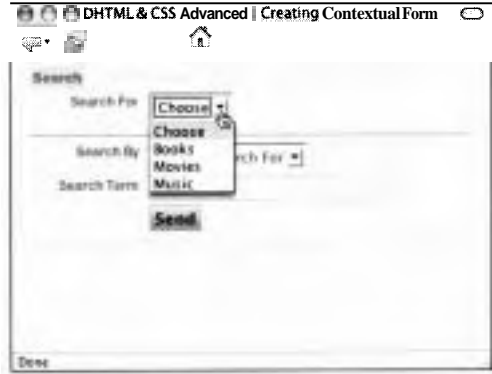 DHTML & CSS Advanced | Creating Contextual Form
Search
Search For Choose
Choose
Books
Movies
Music
Search By rch For
Search Term
Send
Done